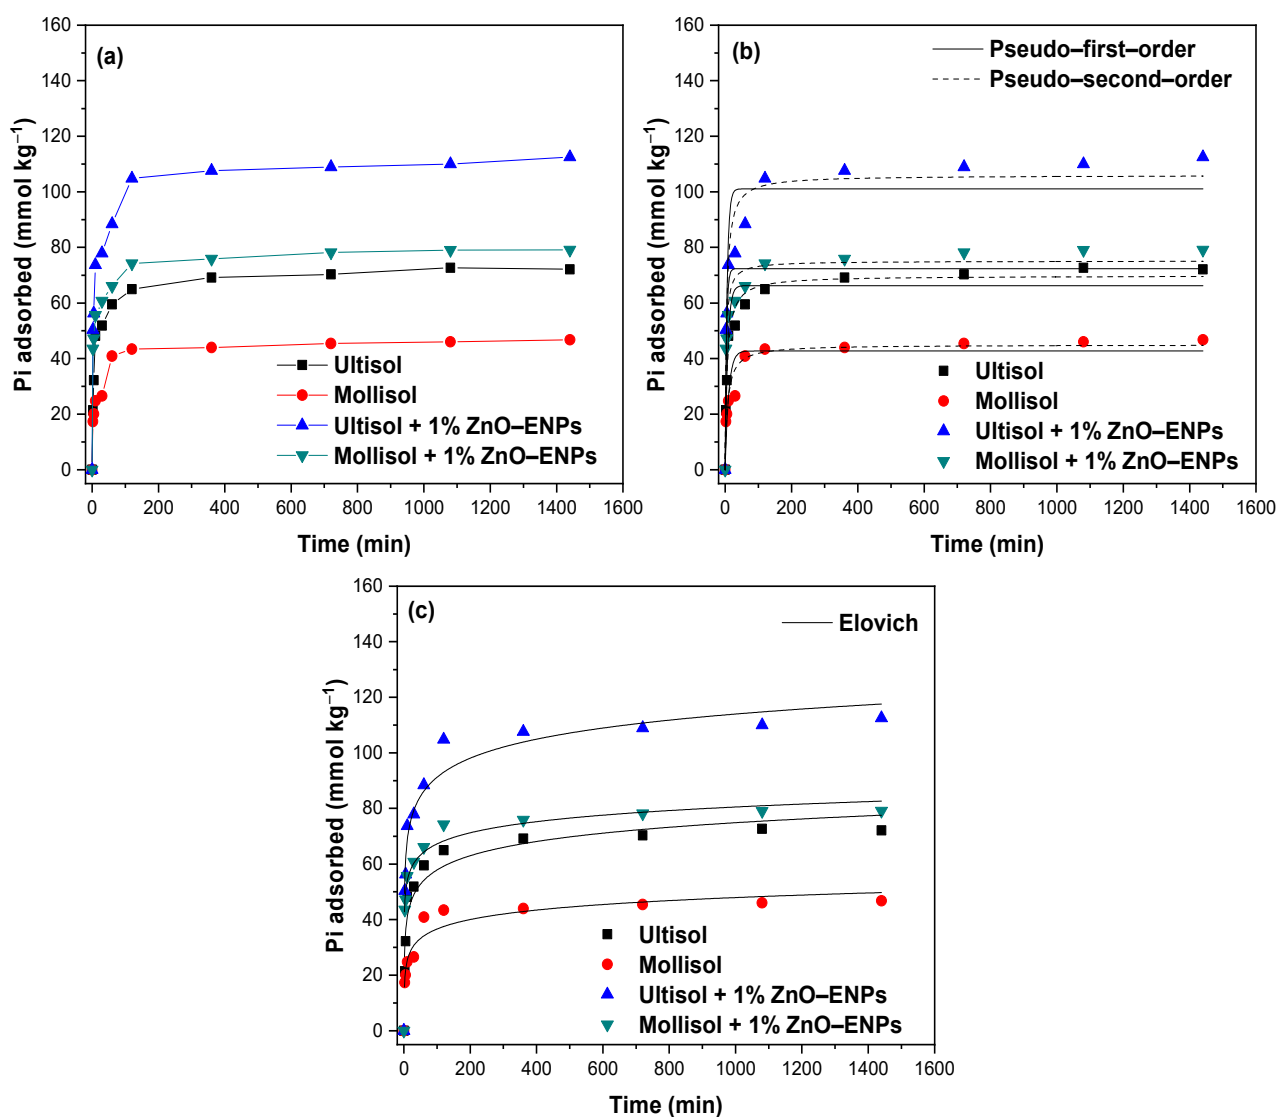 (a)
160
140
120
100
80
60
40
20
0
Pi adsorbed (mmol kg⁻¹)
Ultisol
Mollisol
Ultisol + 1% ZnO–ENPs
Mollisol + 1% ZnO–ENPs
0 200 400 600 800 1000 1200 1400 1600
Time (min)
(b)
Pseudo–first–order
Pseudo–second–order
160
140
120
100
80
60
40
20
0
Pi adsorbed (mmol kg⁻¹)
Ultisol
Mollisol
Ultisol + 1% ZnO–ENPs
Mollisol + 1% ZnO–ENPs
0 200 400 600 800 1000 1200 1400 1600
Time (min)
(c)
Elovich
160
140
120
100
80
60
40
20
0
Pi adsorbed (mmol kg⁻¹)
Ultisol
Mollisol
Ultisol + 1% ZnO–ENPs
Mollisol + 1% ZnO–ENPs
0 200 400 600 800 1000 1200 1400 1600
Time (min)